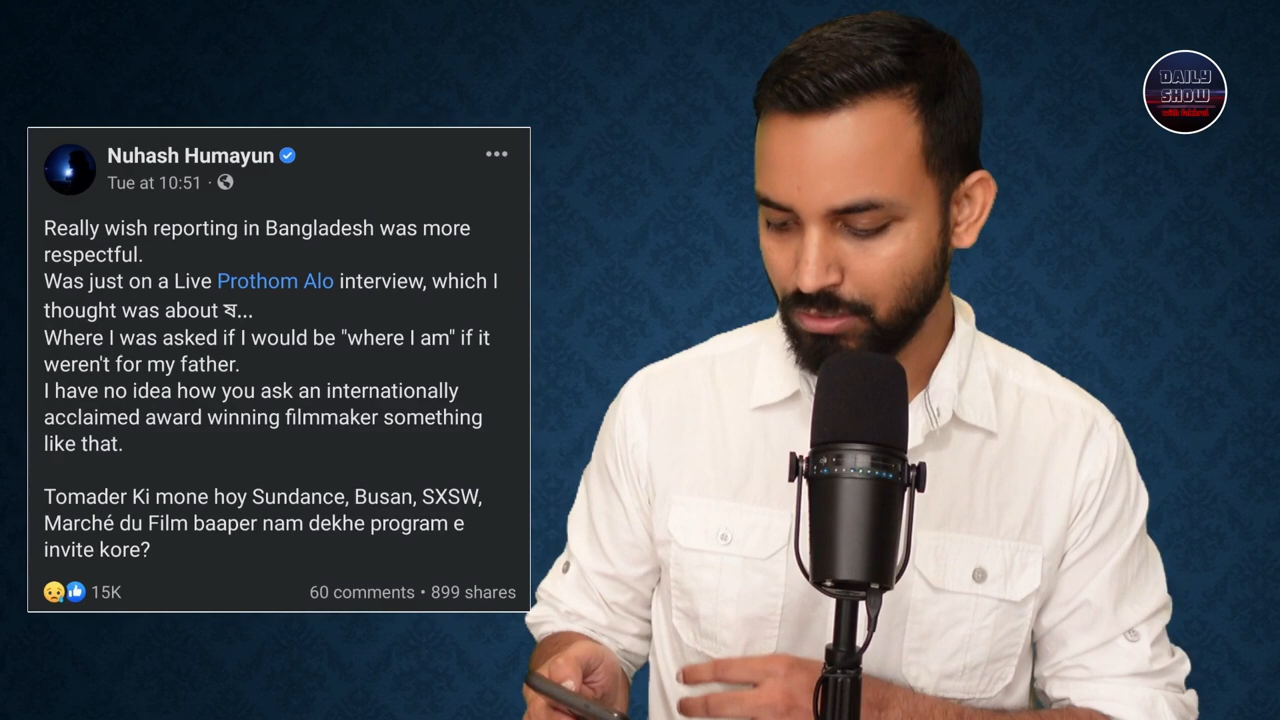 Nuhash Humayun
Tue at 10:51 ·
Really wish reporting in Bangladesh was more
respectful.
Was just on a Live Prothom Alo interview, which I
thought was about ষ...
Where I was asked if I would be "where I am" if it
weren't for my father.
I have no idea how you ask an internationally
acclaimed award winning filmmaker something
like that.
Tomader Ki mone hoy Sundance, Busan, SXSW,
Marché du Film baaper nam dekhe program e
invite kore?
15K
60 comments • 899 shares
DAILY
SHOW